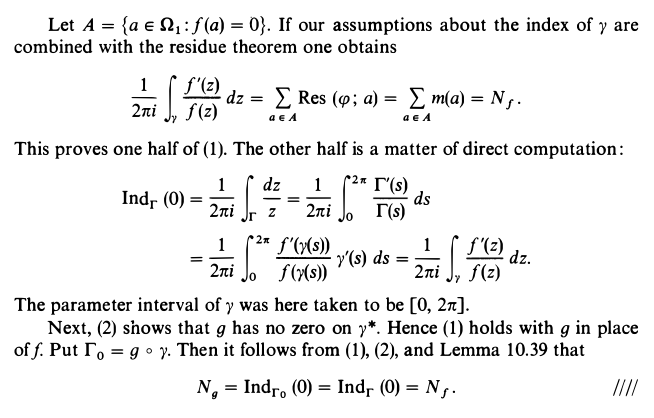 Let A = {a ∈ Ω₁ : f(a) = 0}. If our assumptions about the index of γ are
combined with the residue theorem one obtains
1/2πi ∫_γ f′(z)/f(z) dz = ∑_{a∈A} Res (φ; a) = ∑_{a∈A} m(a) = N_f.
This proves one half of (1). The other half is a matter of direct computation:
Ind_Γ (0) = 1/2πi ∫_Γ dz/z = 1/2πi ∫_0^{2π} Γ′(s)/Γ(s) ds
= 1/2πi ∫_0^{2π} f′(γ(s))/f(γ(s)) γ′(s) ds = 1/2πi ∫_γ f′(z)/f(z) dz.
The parameter interval of γ was here taken to be [0, 2π].
Next, (2) shows that g has no zero on γ*. Hence (1) holds with g in place
of f. Put Γ₀ = g ∘ γ. Then it follows from (1), (2), and Lemma 10.39 that
N_g = Ind_{Γ₀} (0) = Ind_Γ (0) = N_f. ////